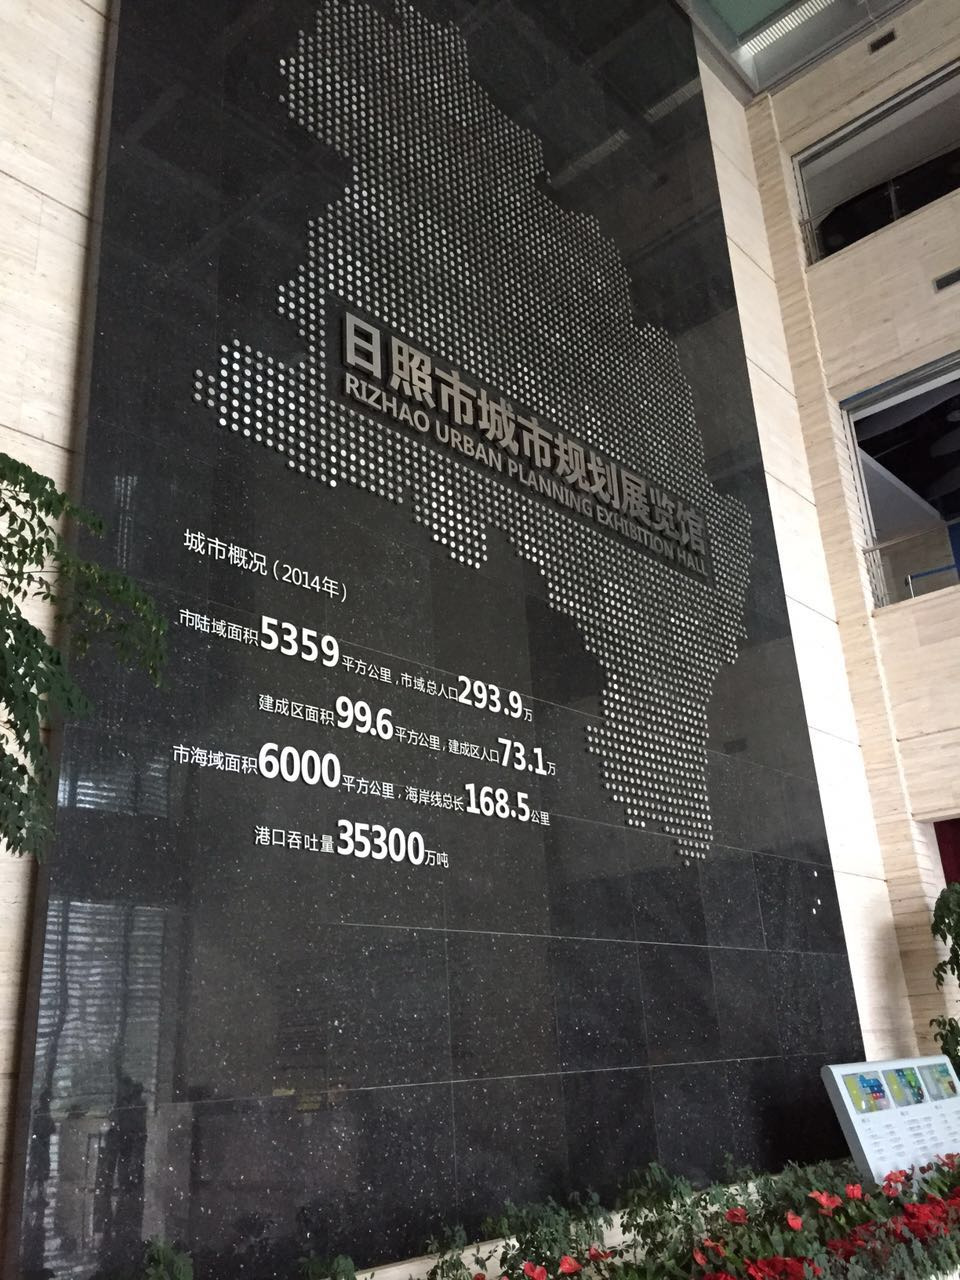 日照市城市规划展览馆
RIZHAO URBAN PLANNING EXHIBITION HALL
城市概况（2014年）
市陆域面积5359平方公里，市域总人口293.9万
建成区面积99.6平方公里，建成区人口73.1万
市海域面积6000平方公里，海岸线总长168.5公里
港口吞吐量35300万吨